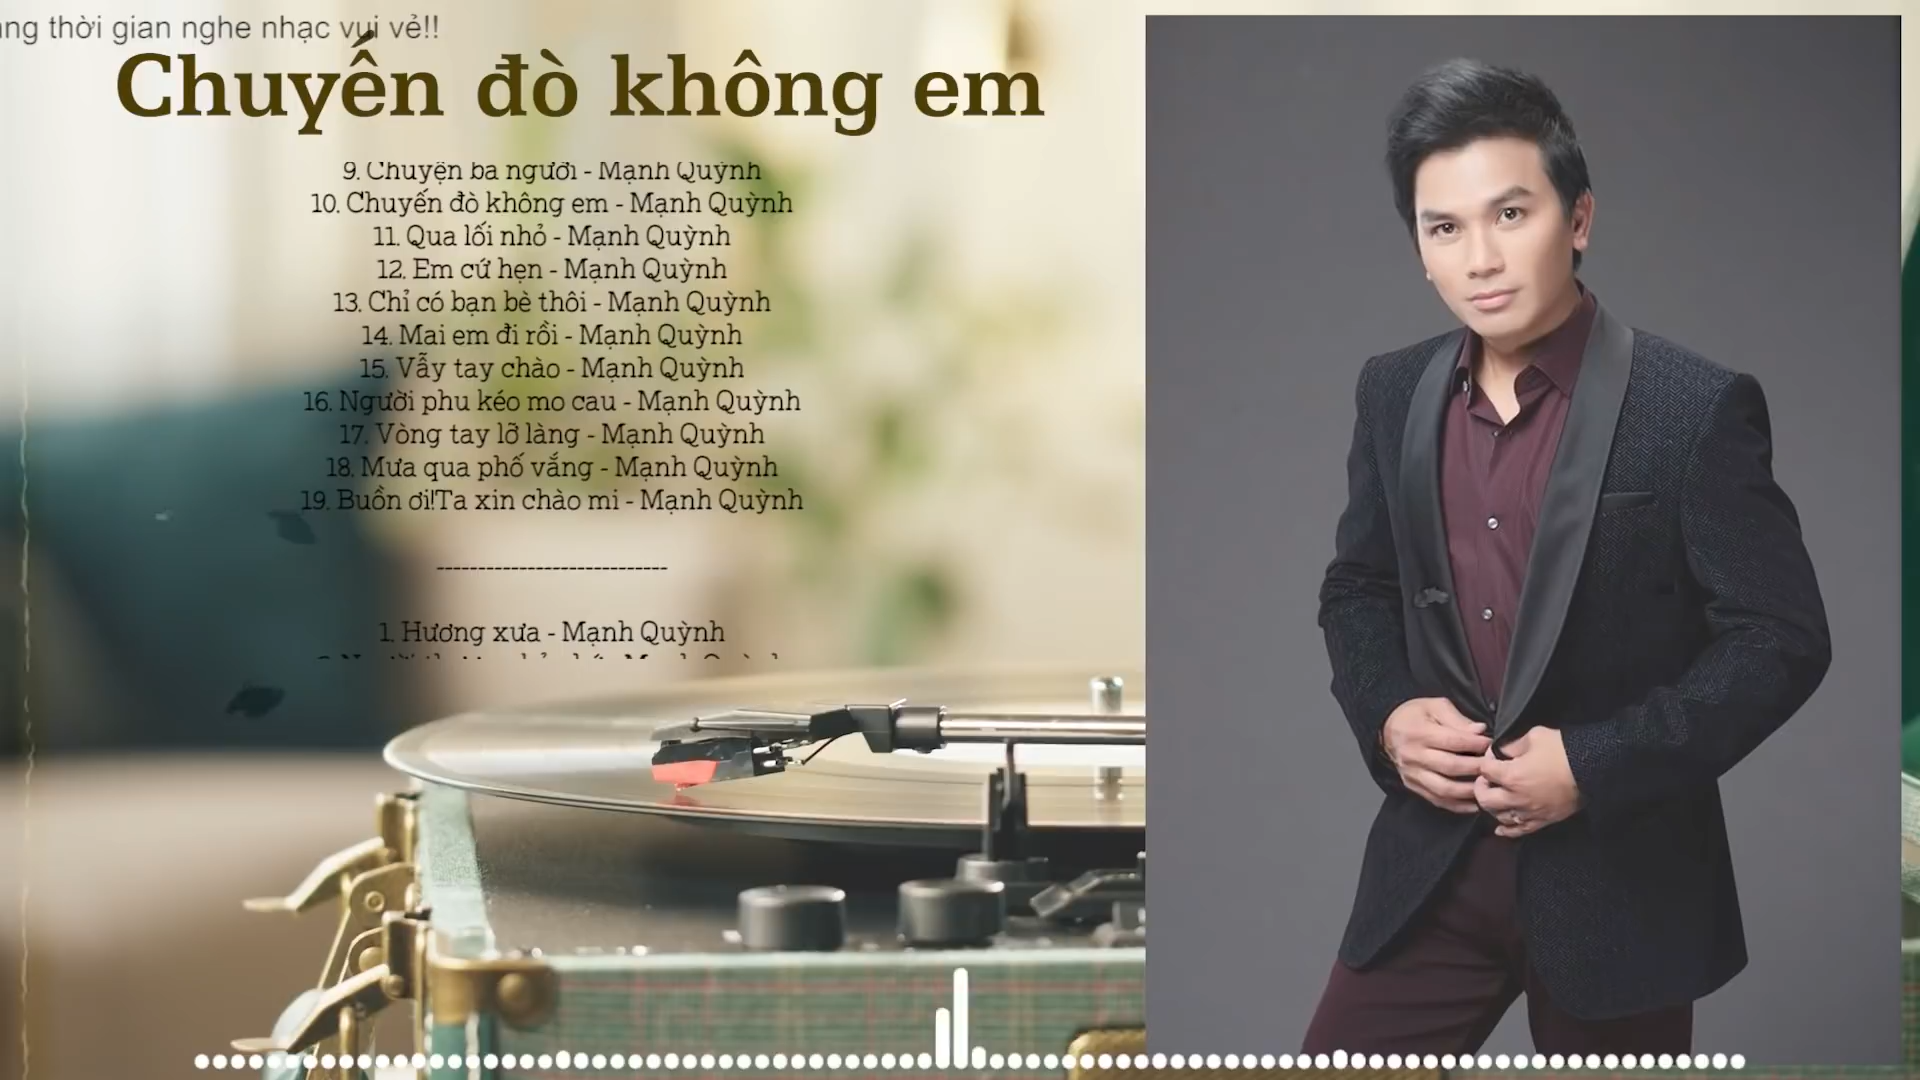 thời gian nghe nhạc vui vẻ!!
Chuyến đò không em
9. Chuyện ba người - Mạnh Quỳnh
10. Chuyến đò không em - Mạnh Quỳnh
11. Qua lối nhỏ - Mạnh Quỳnh
12. Em cứ hẹn - Mạnh Quỳnh
13. Chỉ có bạn bè thôi - Mạnh Quỳnh
14. Mai em đi rồi - Mạnh Quỳnh
15. Vẫy tay chào - Mạnh Quỳnh
16. Người phu kéo mo cau - Mạnh Quỳnh
17. Vòng tay lỡ làng - Mạnh Quỳnh
18. Mưa qua phố vắng - Mạnh Quỳnh
19. Buồn ơi!Ta xin chào mi - Mạnh Quỳnh
----------------------------
1. Hương xưa - Mạnh Quỳnh